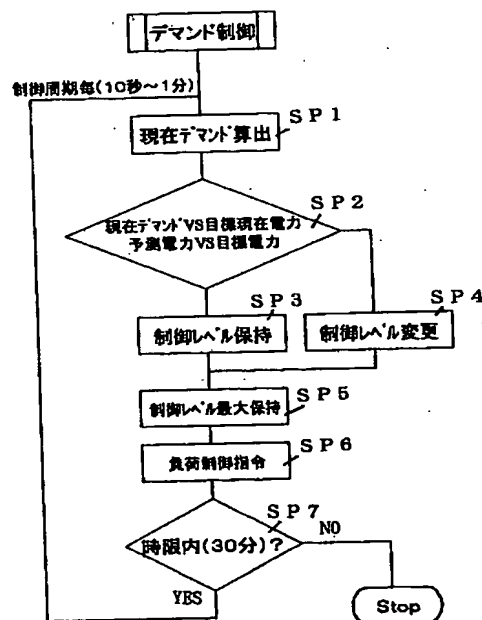 デマンド制御
制御周期毎(10秒～1分)
SP1
現在デマンド算出
SP2
現在デマンドVS目標現在電力
予測電力VS目標電力
SP3
制御レベル保持
SP4
制御レベル変更
SP5
制御レベル最大保持
SP6
負荷制御指令
SP7
時限内(30分)?
NO
YES
Stop